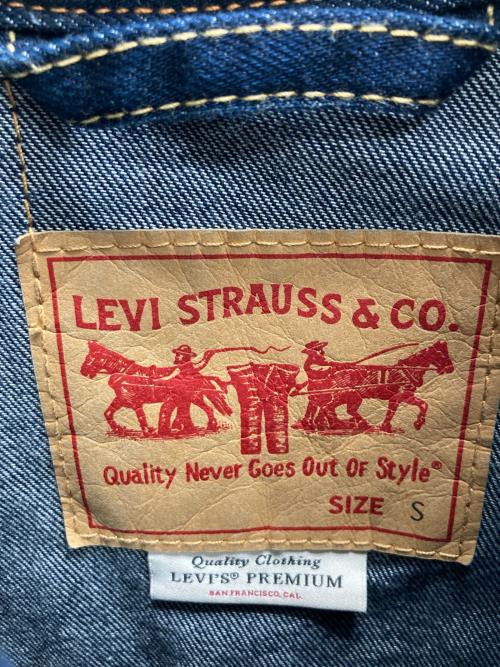 LEVI STRAUSS & CO.
Quality Never Goes Out Of Style®
SIZE S
Quality Clothing
LEVI'S® PREMIUM
SAN FRANCISCO, CAL.